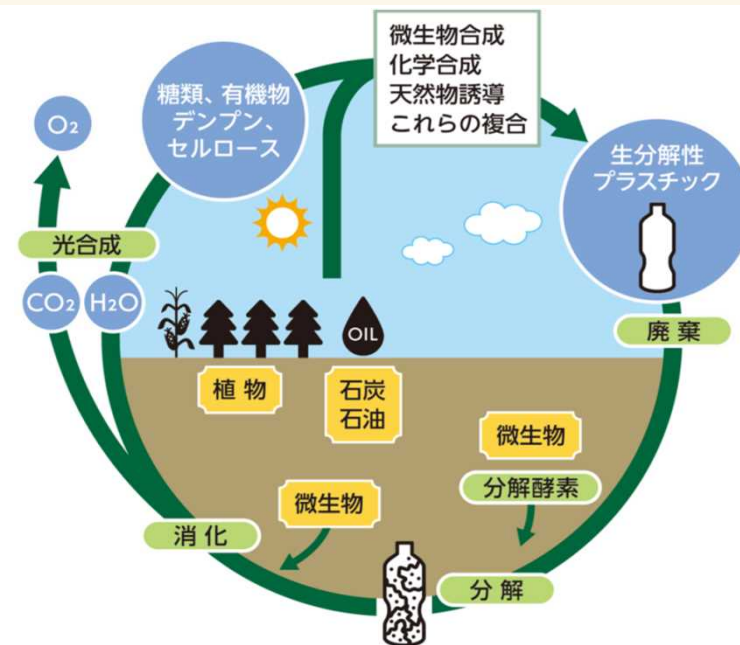 微生物合成
化学合成
天然物誘導
これらの複合
糖類、有機物
デンプン、
セルロース
O₂
生分解性
プラスチック
光合成
CO₂
H₂O
廃棄
OIL
植物
石炭
石油
微生物
分解酵素
微生物
消化
分解